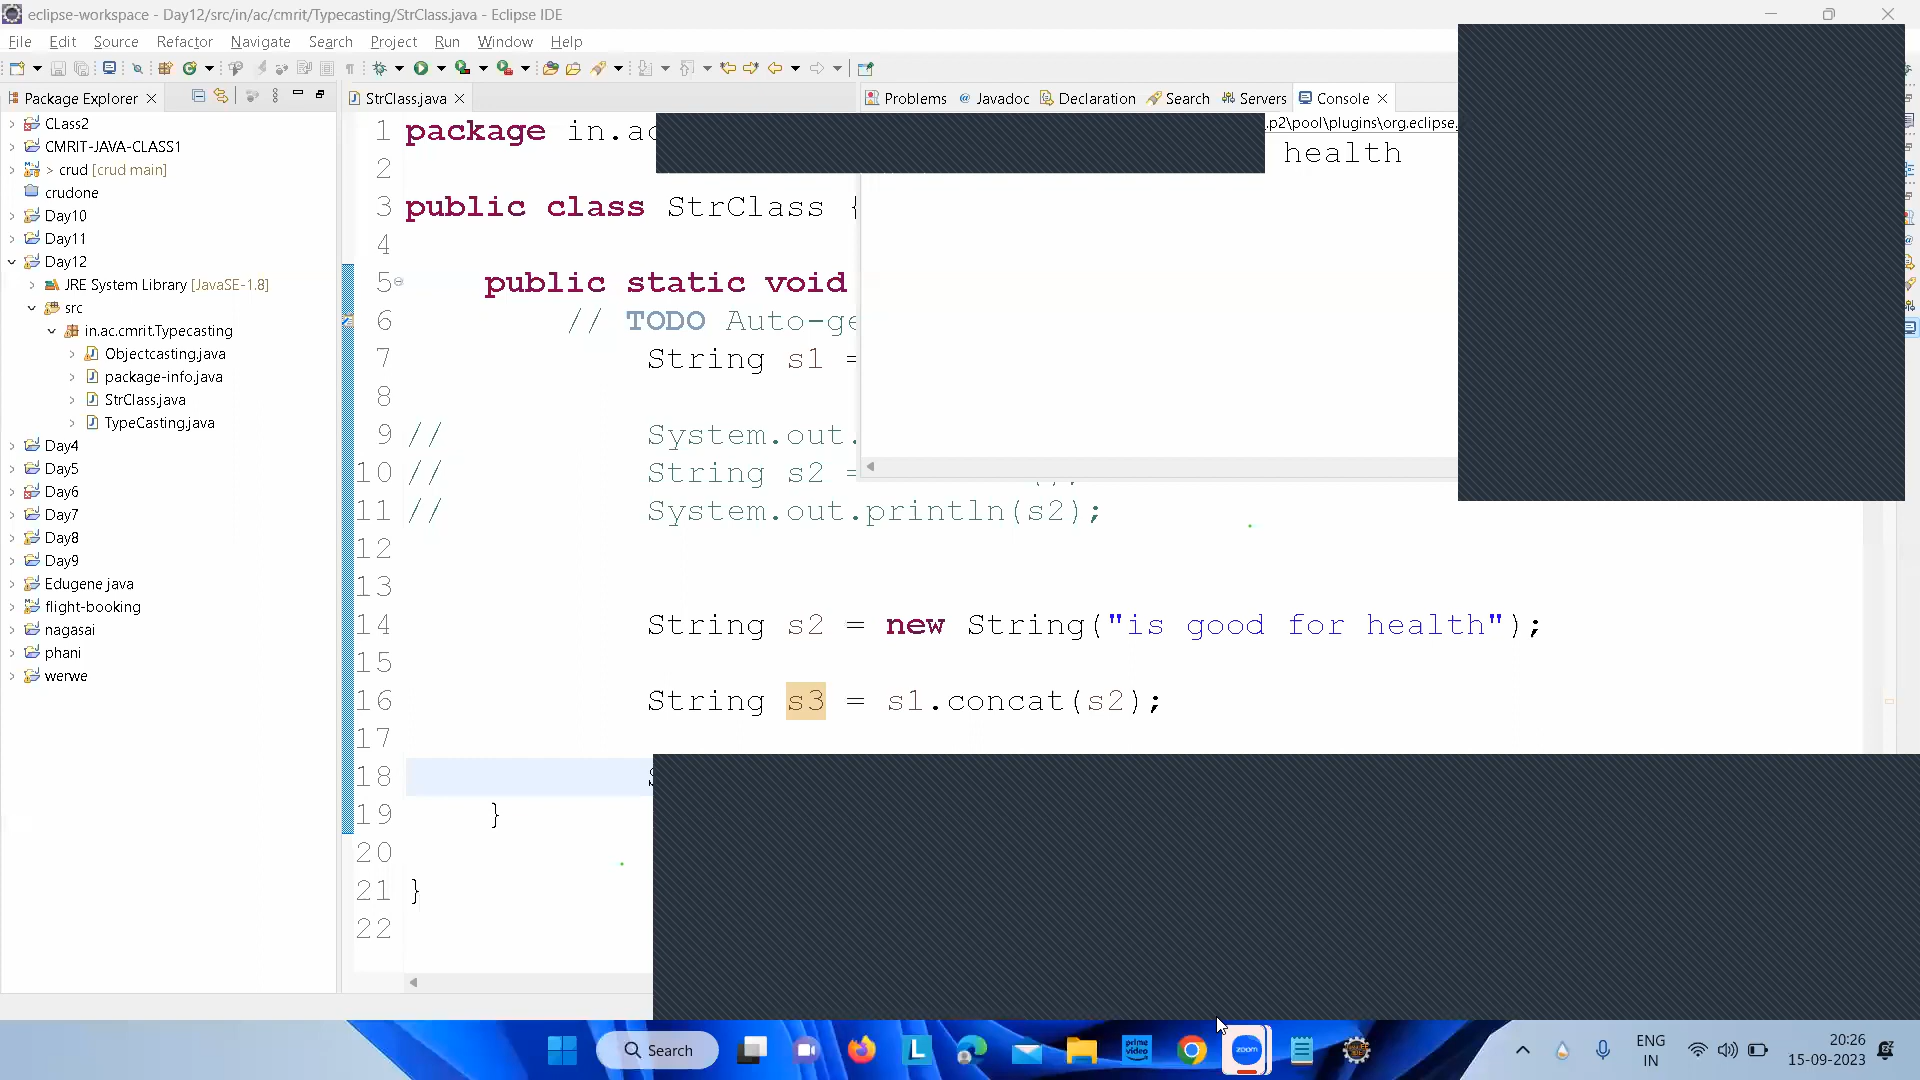 eclipse-workspace - Day12/src/in/ac/cmrit/Typecasting/StrClass.java - Eclipse IDE
File Edit Source Refactor Navigate Search Project Run Window Help
Package Explorer
CLass2
CMRIT-JAVA-CLASS1
> crud [crud main]
crudone
Day10
Day11
Day12
JRE System Library [JavaSE-1.8]
src
in.ac.cmrit.Typecasting
Objectcasting.java
package-info.java
StrClass.java
TypeCasting.java
Day4
Day5
Day6
Day7
Day8
Day9
Edugene java
flight-booking
nagasai
phani
werwe
StrClass.java
1 package in.ac
2
3 public class StrClass {
4
5 public static void
6 // TODO Auto-ge
7 String s1 =
8
9 // System.out.
10 // String s2 =
11 // System.out.println(s2);
12
13
14 String s2 = new String("is good for health");
15
16 String s3 = s1.concat(s2);
17
18
19 }
20
21 }
22
Problems Javadoc Declaration Search Servers Console
.p2\pool\plugins\org.eclipse.
health
Search
prime video
zoom
ENG
IN
20:26
15-09-2023